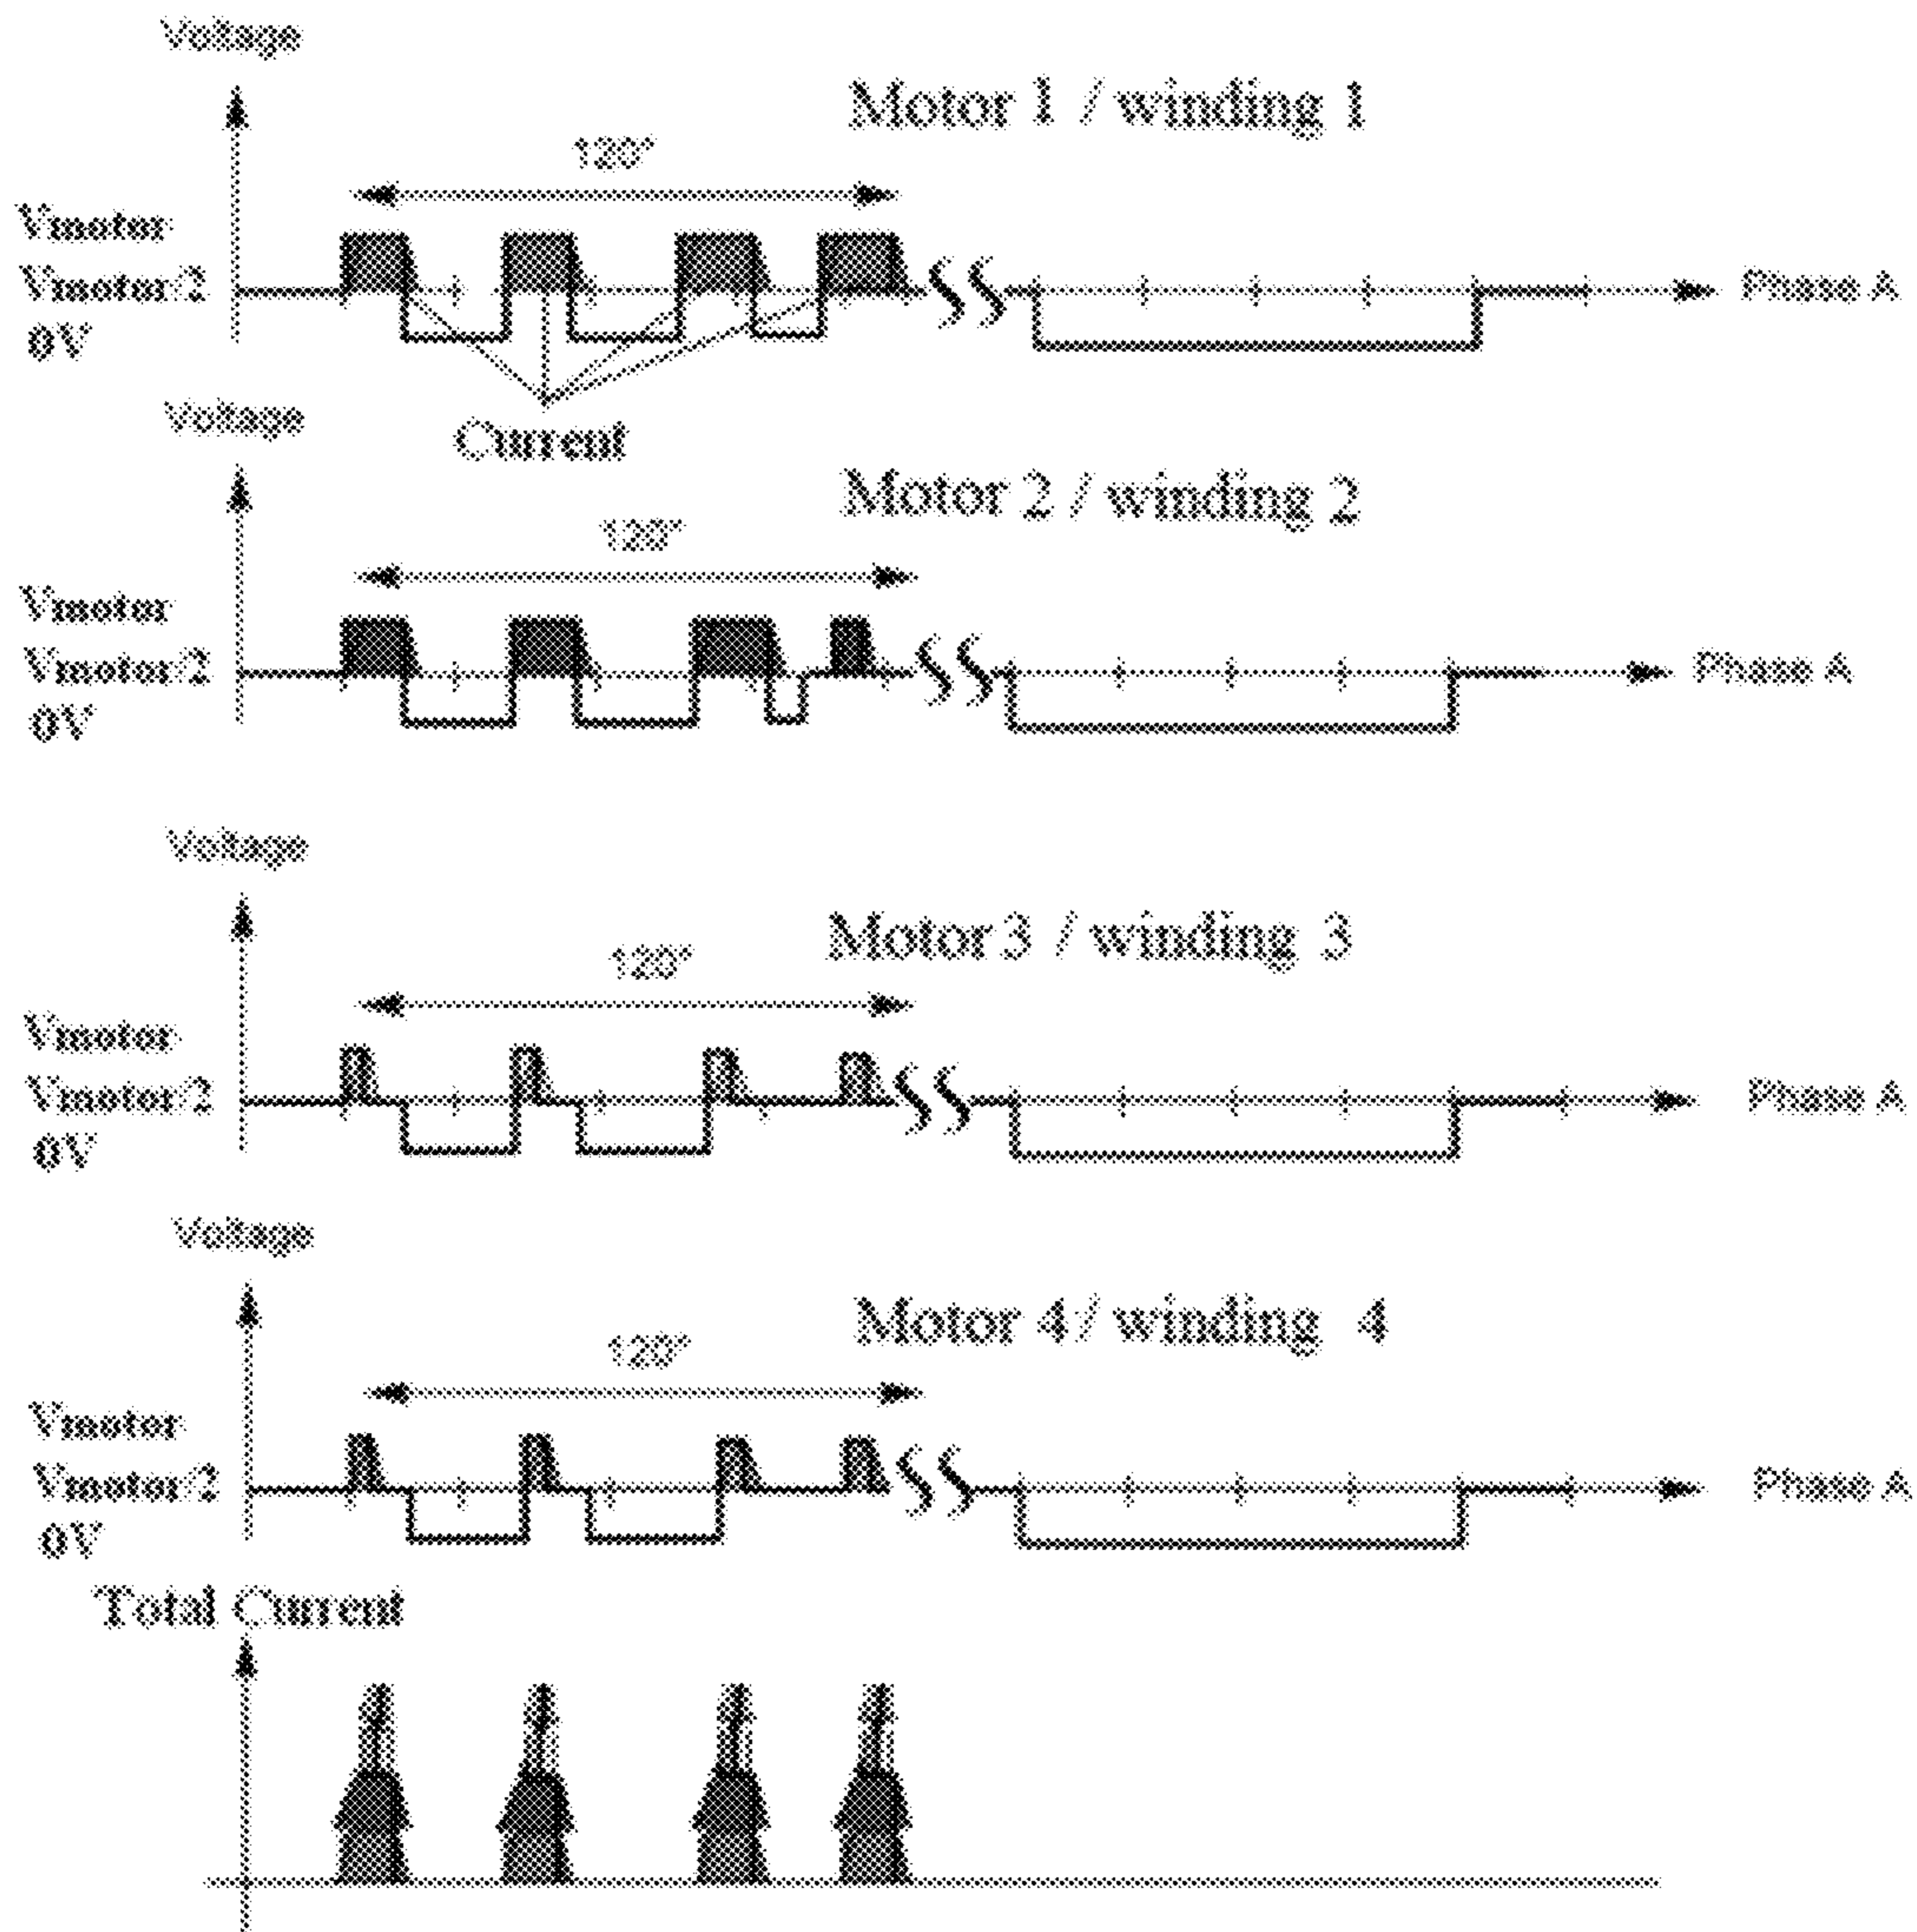 Voltage
Motor 1 / winding 1
120°
Vmotor
Vmotor/2
0V
Phase A
Current
Voltage
Motor 2 / winding 2
120°
Vmotor
Vmotor/2
0V
Phase A
Voltage
Motor 3 / winding 3
120°
Vmotor
Vmotor/2
0V
Phase A
Voltage
Motor 4 / winding 4
120°
Vmotor
Vmotor/2
0V
Phase A
Total Current